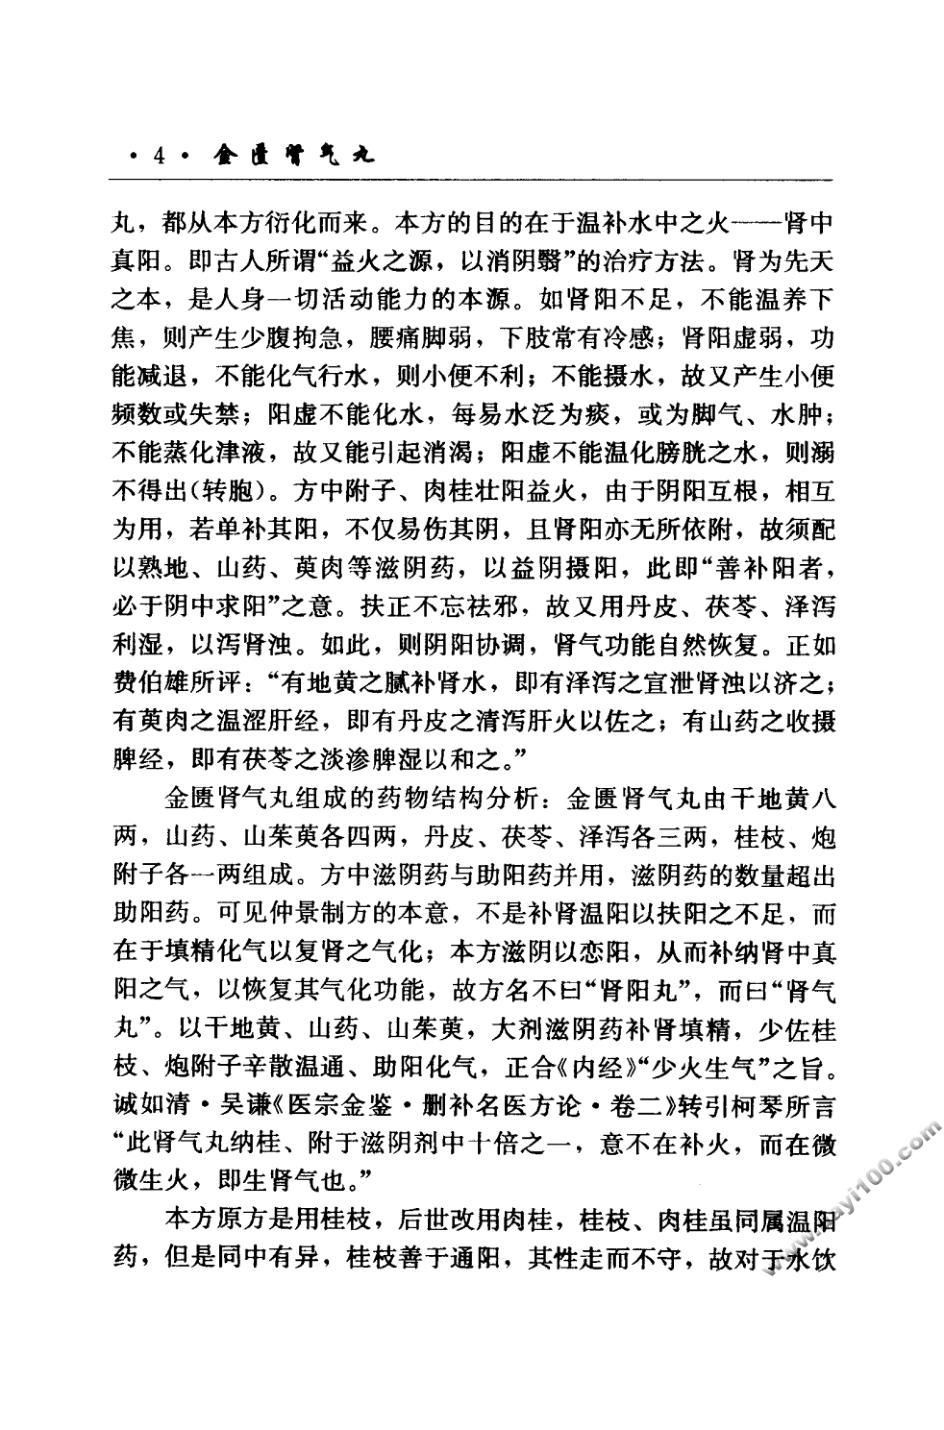 ·4· 金匮肾气丸
丸，都从本方衍化而来。本方的目的在于温补水中之火——肾中
真阳。即古人所谓“益火之源，以消阴翳”的治疗方法。肾为先天
之本，是人身一切活动能力的本源。如肾阳不足，不能温养下
焦，则产生少腹拘急，腰痛脚弱，下肢常有冷感；肾阳虚弱，功
能减退，不能化气行水，则小便不利；不能摄水，故又产生小便
频数或失禁；阳虚不能化水，每易水泛为痰，或为脚气、水肿；
不能蒸化津液，故又能引起消渴；阳虚不能温化膀胱之水，则溺
不得出(转胞)。方中附子、肉桂壮阳益火，由于阴阳互根，相互
为用，若单补其阳，不仅易伤其阴，且肾阳亦无所依附，故须配
以熟地、山药、萸肉等滋阴药，以益阴摄阳，此即“善补阳者，
必于阴中求阳”之意。扶正不忘祛邪，故又用丹皮、茯苓、泽泻
利湿，以泻肾浊。如此，则阴阳协调，肾气功能自然恢复。正如
费伯雄所评：“有地黄之腻补肾水，即有泽泻之宣泄肾浊以济之；
有萸肉之温涩肝经，即有丹皮之清泻肝火以佐之；有山药之收摄
脾经，即有茯苓之淡渗脾湿以和之。”
金匮肾气丸组成的药物结构分析：金匮肾气丸由干地黄八
两，山药、山茱萸各四两，丹皮、茯苓、泽泻各三两，桂枝、炮
附子各一两组成。方中滋阴药与助阳药并用，滋阴药的数量超出
助阳药。可见仲景制方的本意，不是补肾温阳以扶阳之不足，而
在于填精化气以复肾之气化；本方滋阴以恋阳，从而补纳肾中真
阳之气，以恢复其气化功能，故方名不曰“肾阳丸”，而曰“肾气
丸”。以干地黄、山药、山茱萸，大剂滋阴药补肾填精，少佐桂
枝、炮附子辛散温通、助阳化气，正合《内经》“少火生气”之旨。
诚如清·吴谦《医宗金鉴·删补名医方论·卷二》转引柯琴所言
“此肾气丸纳桂、附于滋阴剂中十倍之一，意不在补火，而在微
微生火，即生肾气也。”
本方原方是用桂枝，后世改用肉桂，桂枝、肉桂虽同属温阳
药，但是同中有异，桂枝善于通阳，其性走而不守，故对于水饮